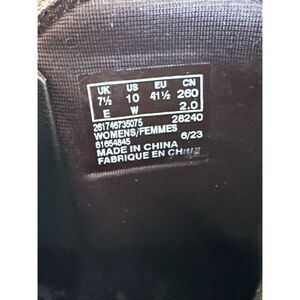 UK US EU CN
7½ 10 41½ 260
E W 2.0
261746735075 28240
WOMENS/FEMMES
61654845 6/23
MADE IN CHINA
FABRIQUE EN CHINE